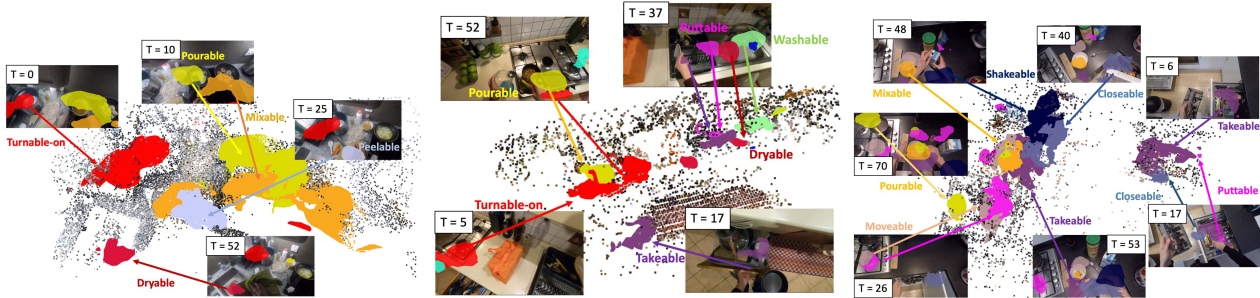 T = 0
Turnable-on
T = 10
Pourable
Mixable
T = 25
Peelable
T = 52
Dryable
T = 52
Pourable
T = 37
Puttable
Washable
Dryable
T = 5
Turnable-on
T = 17
Takeable
T = 48
Mixable
Shakeable
T = 40
Closeable
T = 6
Takeable
T = 70
Pourable
Moveable
T = 26
Takeable
T = 53
Closeable
Puttable
T = 17